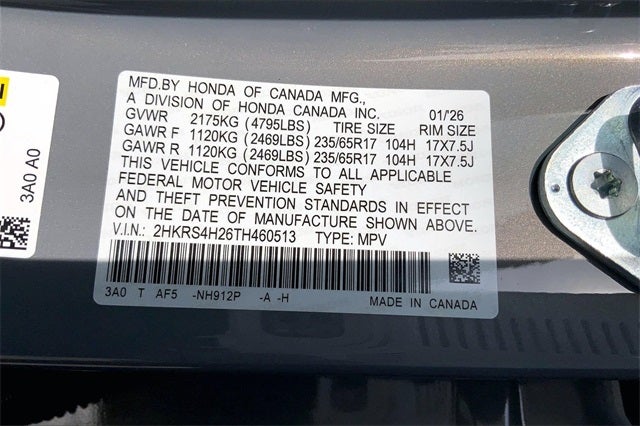 MFD.BY HONDA OF CANADA MFG.,
A DIVISION OF HONDA CANADA INC. 01/26
GVWR 2175KG (4795LBS) TIRE SIZE RIM SIZE
GAWR F 1120KG (2469LBS) 235/65R17 104H 17X7.5J
GAWR R 1120KG (2469LBS) 235/65R17 104H 17X7.5J
THIS VEHICLE CONFORMS TO ALL APPLICABLE
FEDERAL MOTOR VEHICLE SAFETY
AND THEFT PREVENTION STANDARDS IN EFFECT
ON THE DATE OF MANUFACTURE SHOWN ABOVE.
V.I.N.: 2HKRS4H26TH460513 TYPE: MPV
3A0 T AF5 -NH912P -A -H MADE IN CANADA
3A0 A0